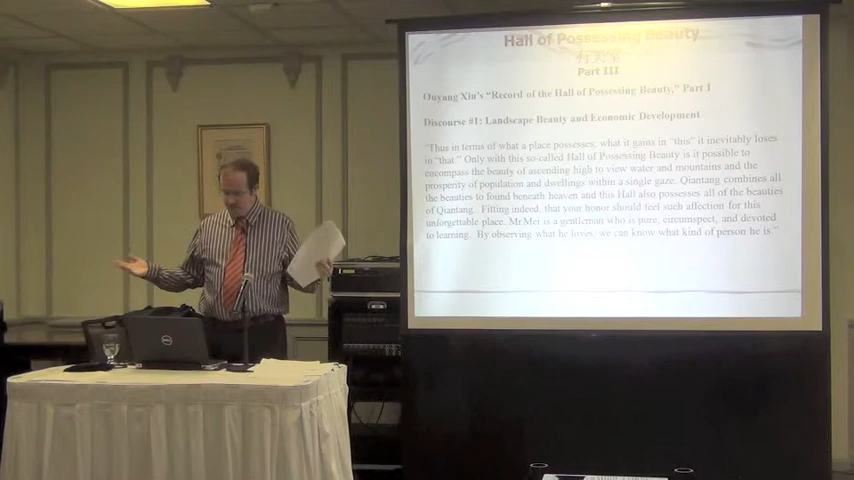 Hall of Possessing Beauty
有美堂
Part III
Ouyang Xiu's "Record of the Hall of Possessing Beauty," Part I
Discourse #1: Landscape Beauty and Economic Development
"Thus in terms of what a place possesses, what it gains in "this" it inevitably loses
in "that." Only with this so-called Hall of Possessing Beauty is it possible to
encompass the beauty of ascending high to view water and mountains and the
prosperity of population and dwellings within a single gaze. Qiantang combines all
the beauties to found beneath heaven and this Hall also possesses all of the beauties
of Qiantang. Fitting indeed, that your honor should feel such affection for this
unforgettable place. Mr Mei is a gentleman who is pure, circumspect, and devoted
to learning. By observing what he loves, we can know what kind of person he is."
DELL